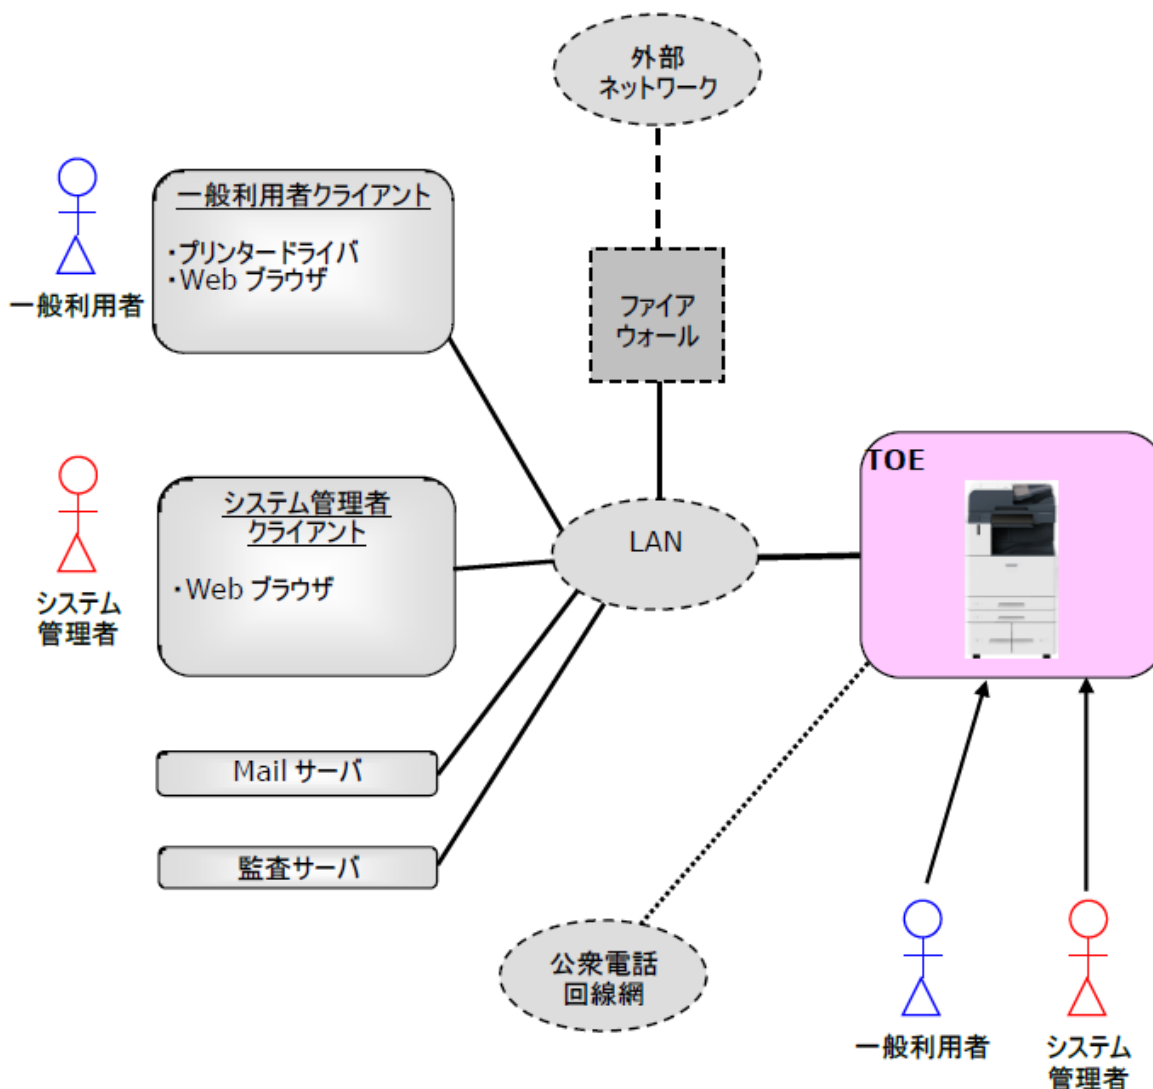 外部
ネットワーク
一般利用者クライアント
・プリンタードライバ
・Web ブラウザ
一般利用者
ファイア
ウォール
TOE
システム管理者
クライアント
・Web ブラウザ
システム
管理者
LAN
Mail サーバ
監査サーバ
公衆電話
回線網
一般利用者
システム
管理者